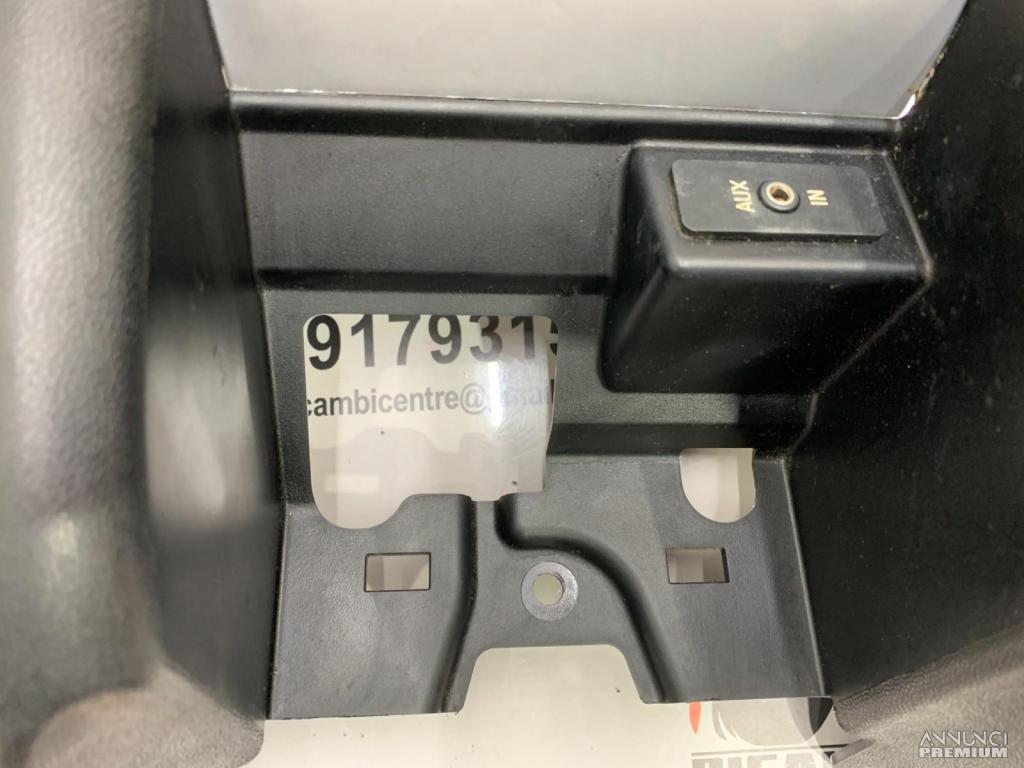 AUX IN
917931
cambicentre@
ANNUNCI
PREMIUM